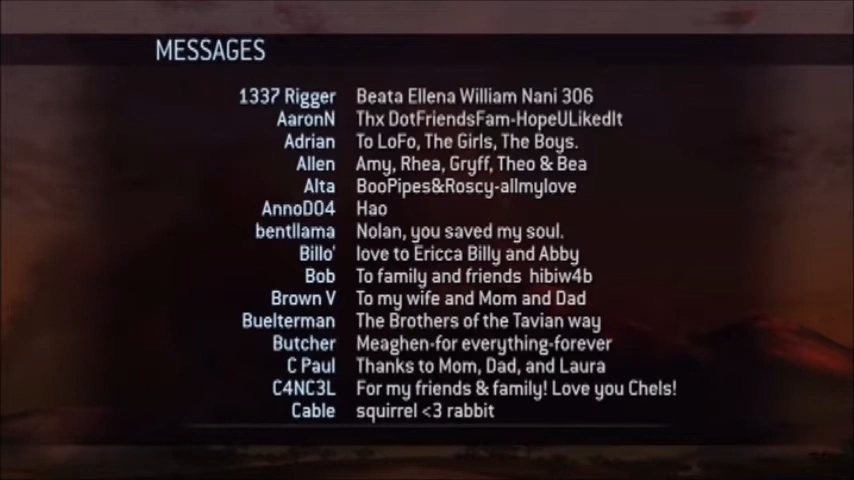 MESSAGES
1337 Rigger Beata Ellena William Nani 306
AaronN Thx DotFriendsFam-HopeULikedIt
Adrian To LoFo, The Girls, The Boys.
Allen Amy, Rhea, Gryff, Theo & Bea
Alta BooPipes&Roscy-allmylove
AnnoD04 Hao
bentllama Nolan, you saved my soul.
Billo' love to Ericca Billy and Abby
Bob To family and friends hibiw4b
Brown V To my wife and Mom and Dad
Buelterman The Brothers of the Tavian way
Butcher Meaghen-for everything-forever
C Paul Thanks to Mom, Dad, and Laura
C4NC3L For my friends & family! Love you Chels!
Cable squirrel <3 rabbit